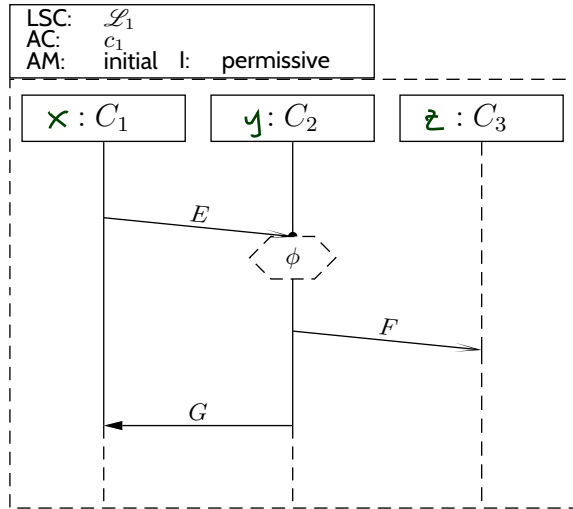 LSC: ℒ₁
AC: c₁
AM: initial I: permissive
x : C₁ y : C₂ z : C₃
E
ϕ
F
G